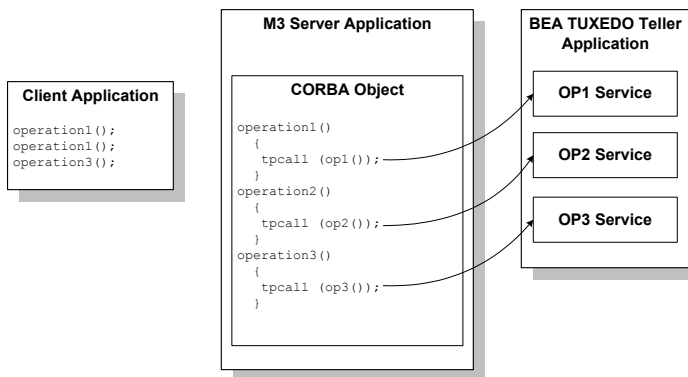 Client Application
operation1();
operation1();
operation3();
M3 Server Application
CORBA Object
operation1()
{
tpcall (op1());
}
operation2()
{
tpcall (op2());
}
operation3()
{
tpcall (op3());
}
BEA TUXEDO Teller
Application
OP1 Service
OP2 Service
OP3 Service